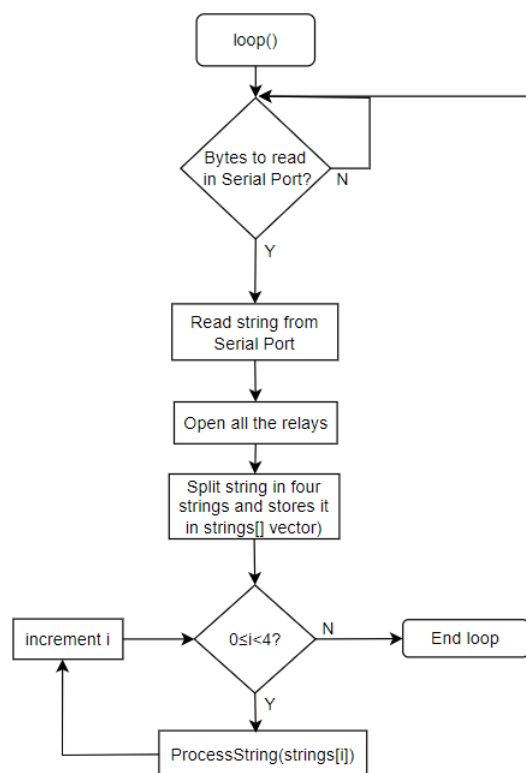 loop()
Bytes to read
in Serial Port?
N
Y
Read string from
Serial Port
Open all the relays
Split string in four
strings and stores it
in strings[] vector)
increment i
0≤i<4?
N
End loop
Y
ProcessString(strings[i])